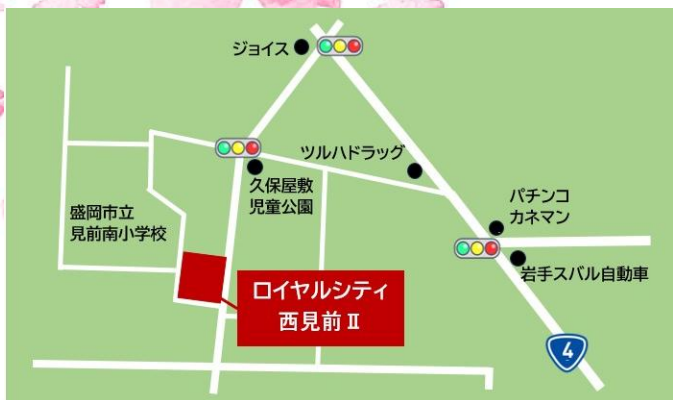 ジョイス
ツルハドラッグ
久保屋敷
児童公園
パチンコ
カネマン
盛岡市立
見前南小学校
岩手スバル自動車
ロイヤルシティ
西見前Ⅱ
4